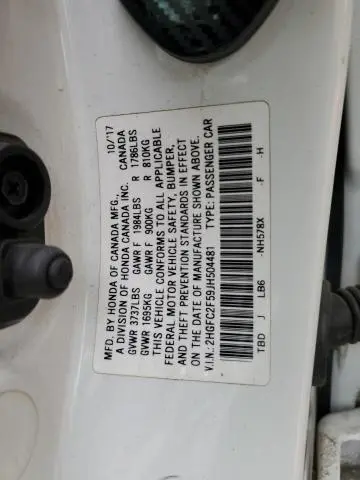 MFD. BY HONDA OF CANADA MFG. 10/17
A DIVISION OF HONDA CANADA INC. CANADA
GVWR 3737LBS GAWR F 1984LBS R 1786LBS
GVWR 1695KG GAWR F 900KG R 810KG
THIS VEHICLE CONFORMS TO ALL APPLICABLE
FEDERAL MOTOR VEHICLE SAFETY, BUMPER,
AND THEFT PREVENTION STANDARDS IN EFFECT
ON THE DATE OF MANUFACTURE SHOWN ABOVE.
V.I.N.: 2HGFC2F59JH504481 TYPE: PASSENGER CAR
TBD J LB6 -NH578X -F -H